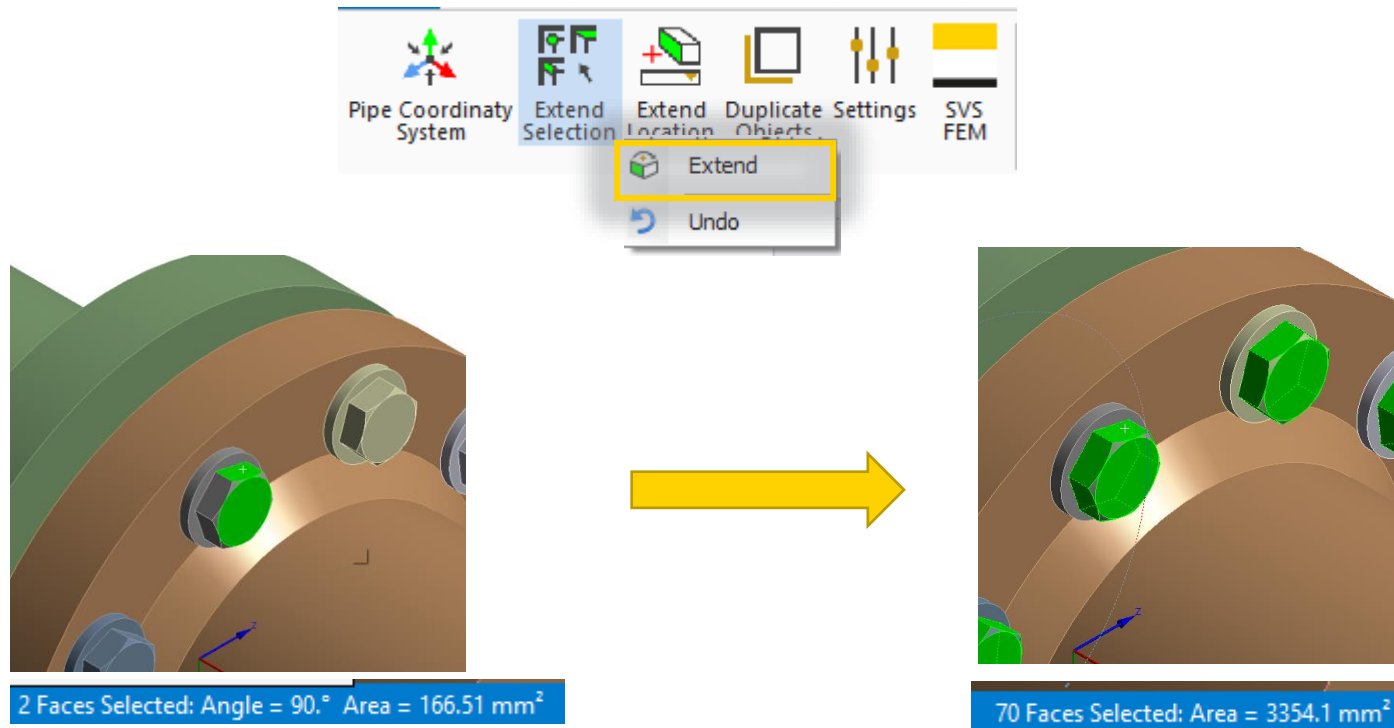 Pipe Coordinaty
System
Extend
Selection
Extend
Location
Duplicate
Objects
Settings
SVS
FEM
Extend
Undo
z
z
2 Faces Selected: Angle = 90.° Area = 166.51 mm²
70 Faces Selected: Area = 3354.1 mm²